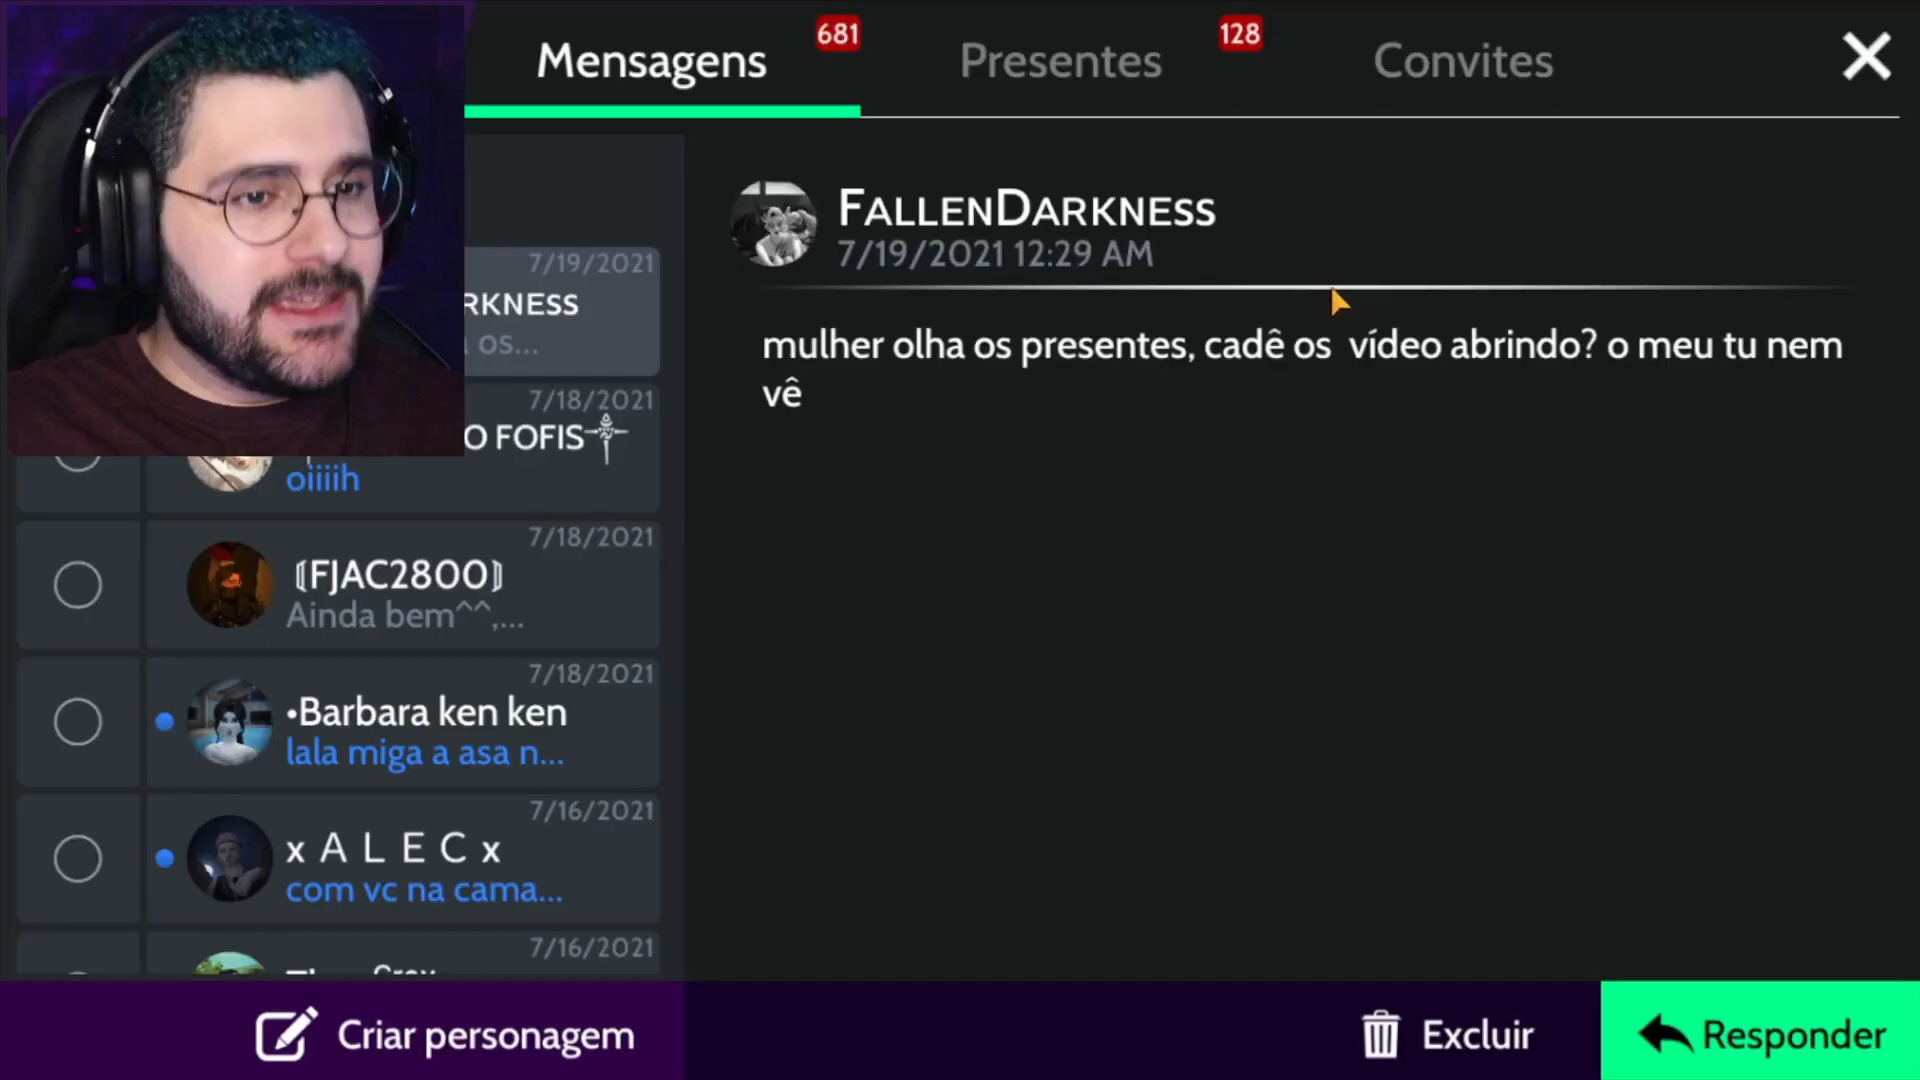 Mensagens
681
Presentes
128
Convites
7/19/2021
RKNESS
os...
7/18/2021
O FOFIS
oiiiih
7/18/2021
⟬FJAC2800⟭
Ainda bem^^,...
7/18/2021
•Barbara ken ken
lala miga a asa n...
7/16/2021
x A L E C x
com vc na cama...
7/16/2021
FALLENDARKNESS
7/19/2021 12:29 AM
mulher olha os presentes, cadê os vídeo abrindo? o meu tu nem
vê
Criar personagem
Excluir
Responder